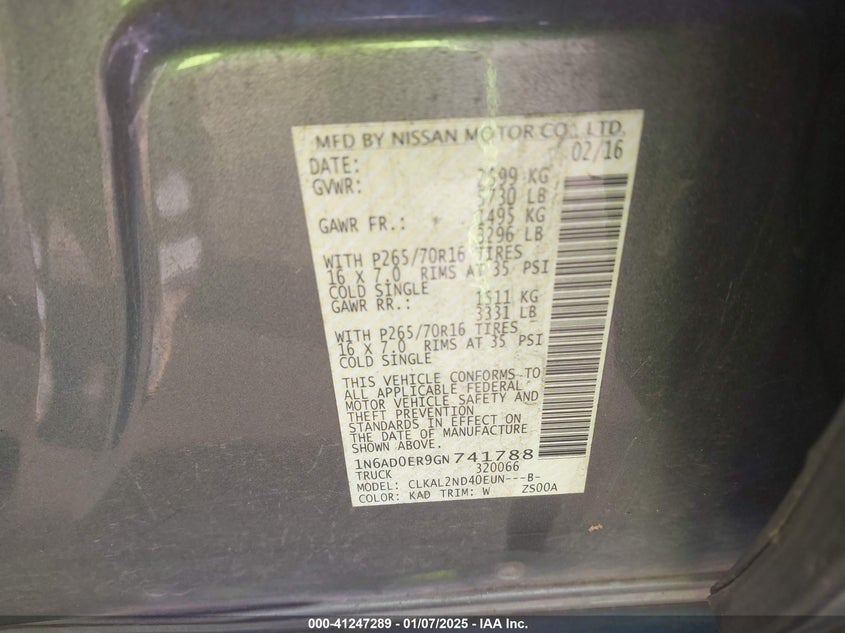 MFD BY NISSAN MOTOR CO., LTD.
DATE: 02/16
GVWR: 2599 KG
5730 LB
GAWR FR.: 1495 KG
3296 LB
WITH P265/70R16 TIRES
16 X 7.0 RIMS AT 35 PSI
COLD SINGLE
GAWR RR.: 1511 KG
3331 LB
WITH P265/70R16 TIRES
16 X 7.0 RIMS AT 35 PSI
COLD SINGLE
THIS VEHICLE CONFORMS TO
ALL APPLICABLE FEDERAL
MOTOR VEHICLE SAFETY AND
THEFT PREVENTION
STANDARDS IN EFFECT ON
THE DATE OF MANUFACTURE
SHOWN ABOVE.
1N6AD0ER9GN741788
TRUCK 320066
MODEL: CLKAL2ND40EUN---B-
COLOR: KAD TRIM: W ZS00A
000-41247289 - 01/07/2025 - IAA Inc.